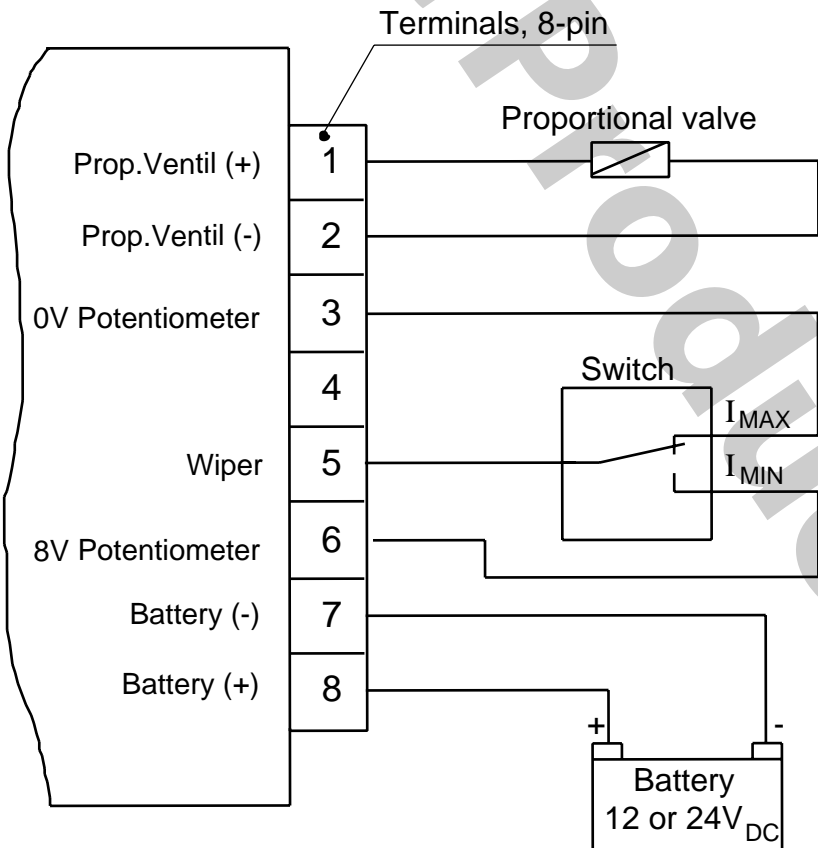 Terminals, 8-pin
Proportional valve
Prop.Ventil (+) 1
Prop.Ventil (-) 2
0V Potentiometer 3
4
Switch
I MAX
Wiper 5
I MIN
8V Potentiometer 6
Battery (-) 7
Battery (+) 8
+ -
Battery
12 or 24V DC